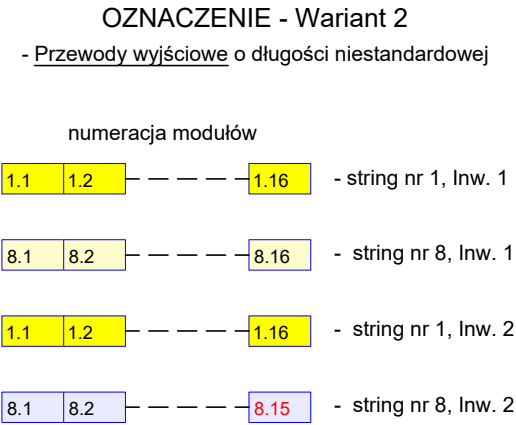 OZNACZENIE - Wariant 2
- Przewody wyjściowe o długości niestandardowej
numeracja modułów
1.1 1.2 1.16 - string nr 1, Inw. 1
8.1 8.2 8.16 - string nr 8, Inw. 1
1.1 1.2 1.16 - string nr 1, Inw. 2
8.1 8.2 8.15 - string nr 8, Inw. 2